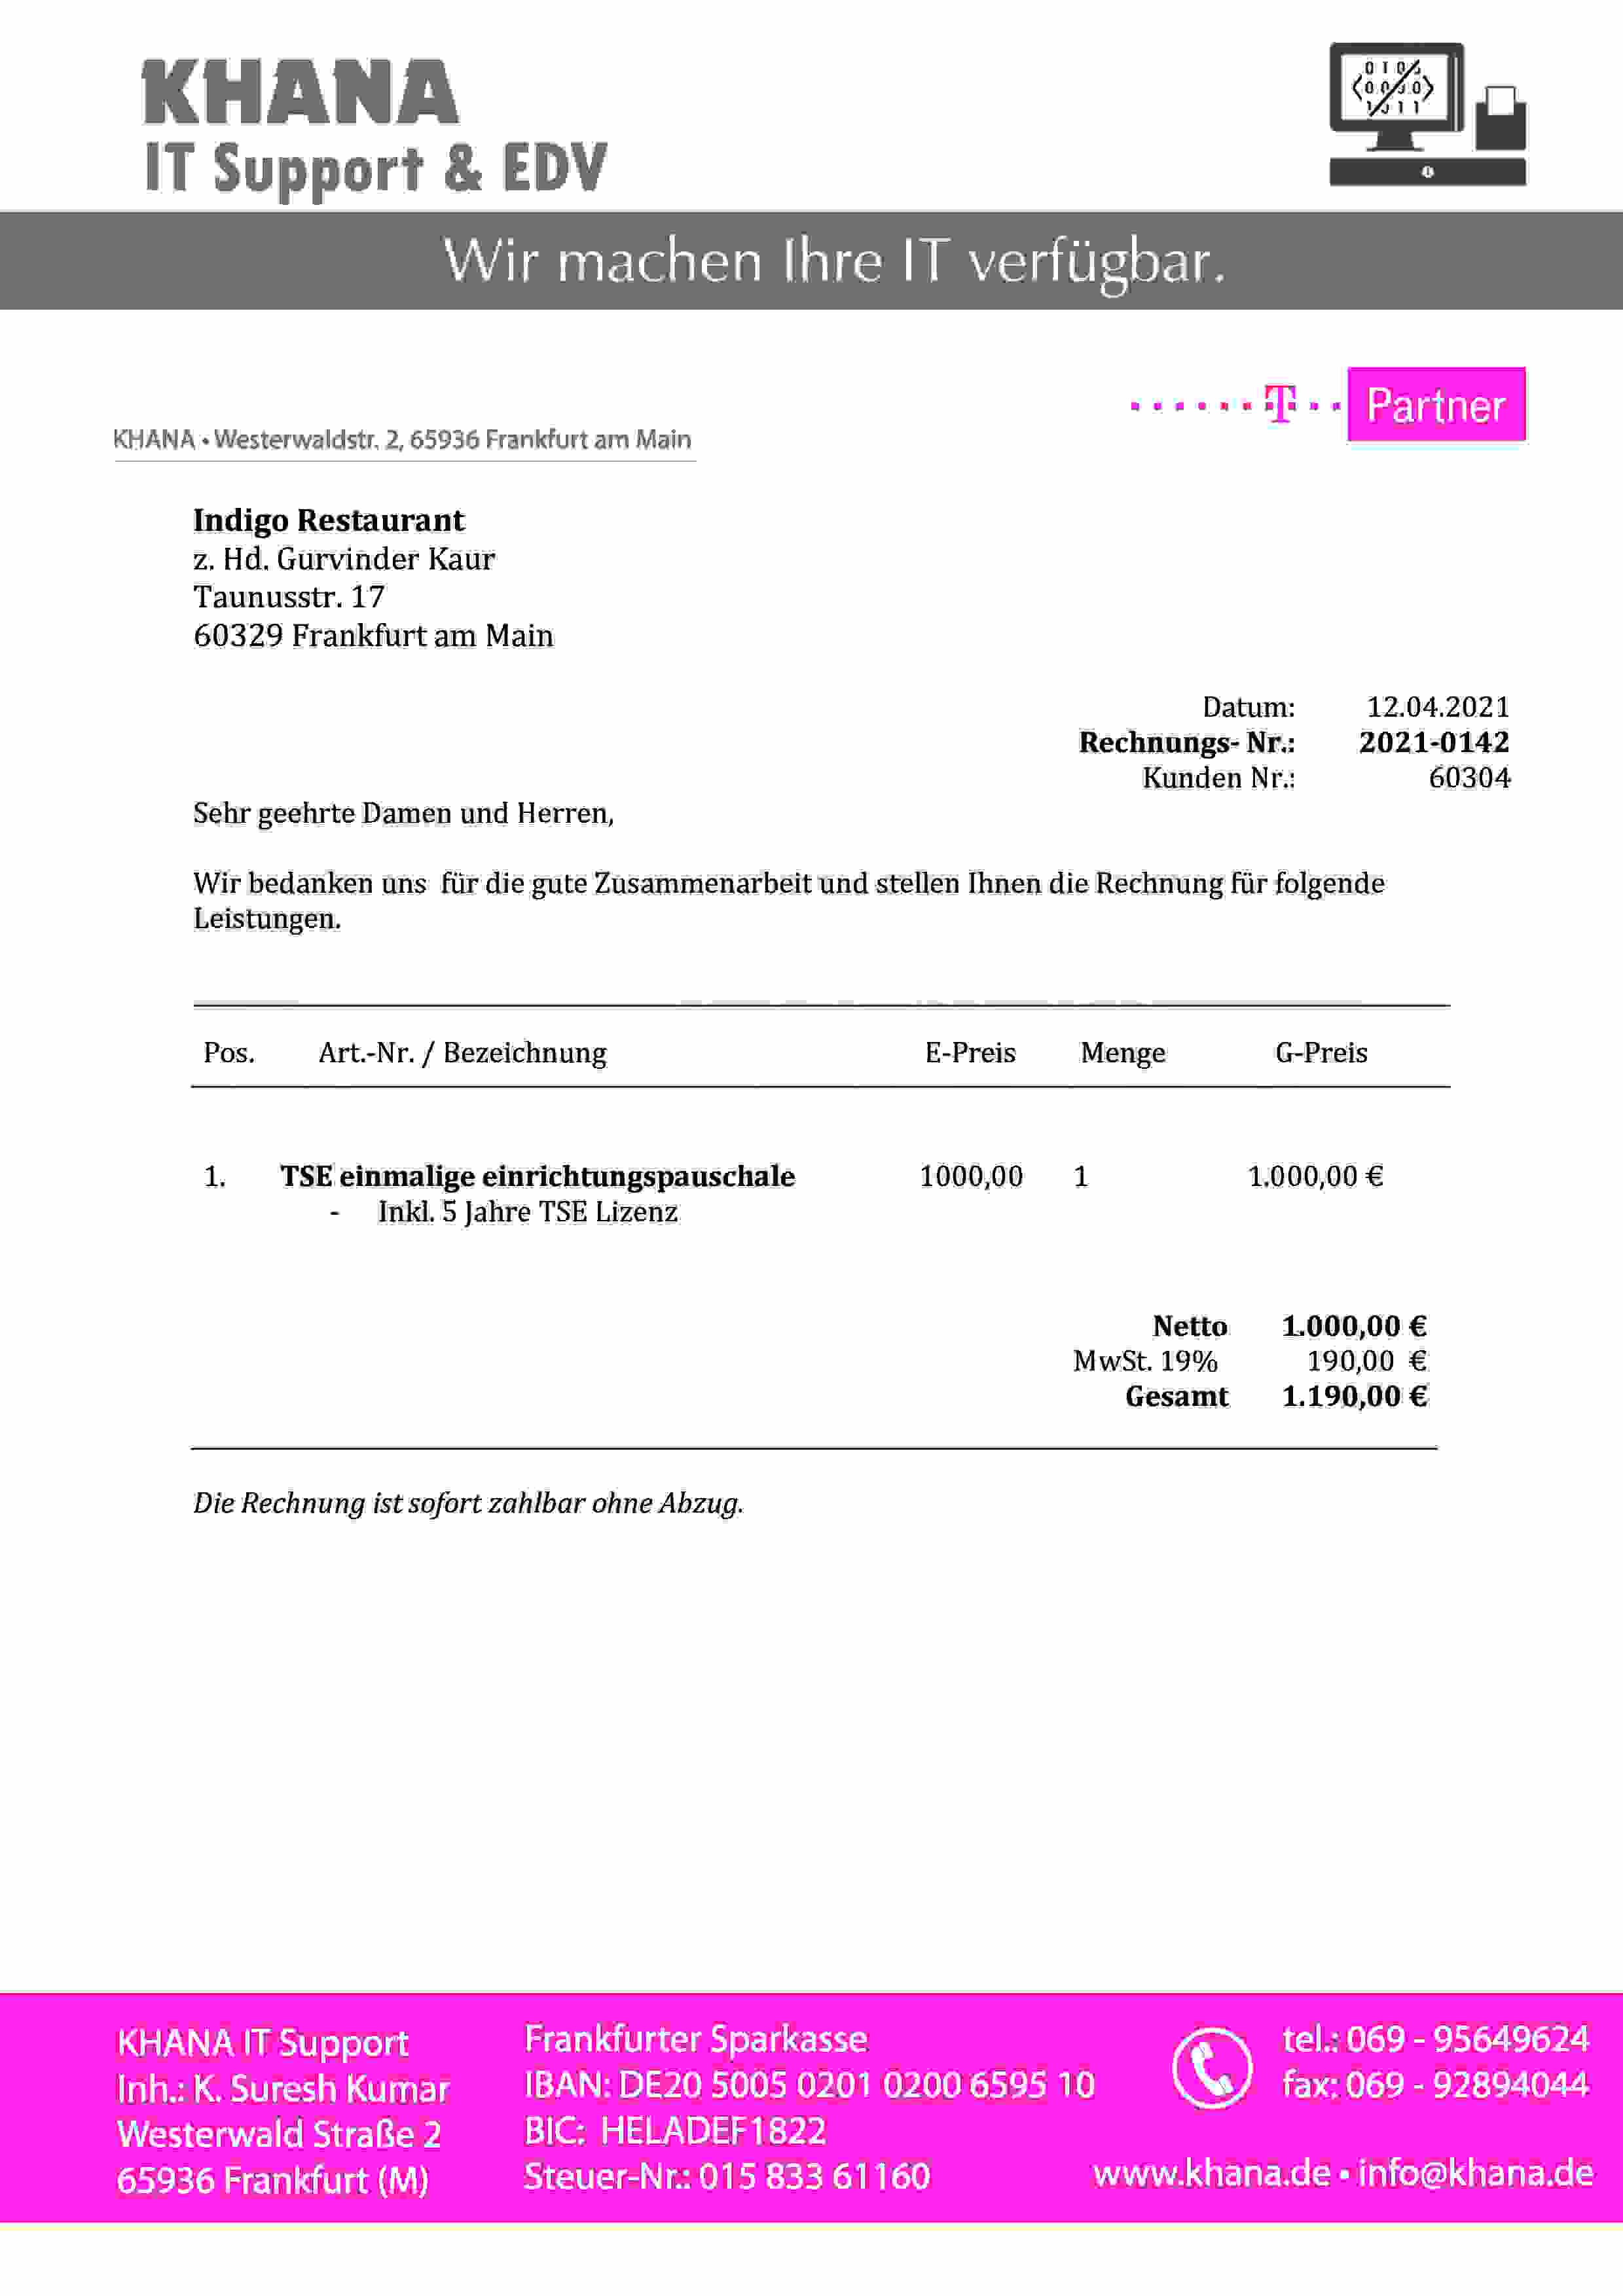 KHANA
IT Support & EDV
Wir machen Ihre IT verfügbar.
T Partner
KHANA • Westerwaldstr. 2, 65936 Frankfurt am Main
Indigo Restaurant
z. Hd. Gurvinder Kaur
Taunusstr. 17
60329 Frankfurt am Main
Datum: 12.04.2021
Rechnungs- Nr.: 2021-0142
Kunden Nr.: 60304
Sehr geehrte Damen und Herren,
Wir bedanken uns für die gute Zusammenarbeit und stellen Ihnen die Rechnung für folgende
Leistungen.
Pos. Art.-Nr. / Bezeichnung E-Preis Menge G-Preis
1. TSE einmalige einrichtungspauschale 1000,00 1 1.000,00 €
- Inkl. 5 Jahre TSE Lizenz
Netto 1.000,00 €
MwSt. 19% 190,00 €
Gesamt 1.190,00 €
Die Rechnung ist sofort zahlbar ohne Abzug.
KHANA IT Support
Inh.: K. Suresh Kumar
Westerwald Straße 2
65936 Frankfurt (M)
Frankfurter Sparkasse
IBAN: DE20 5005 0201 0200 6595 10
BIC: HELADEF1822
Steuer-Nr.: 015 833 61160
tel.: 069 - 95649624
fax: 069 - 92894044
www.khana.de • info@khana.de